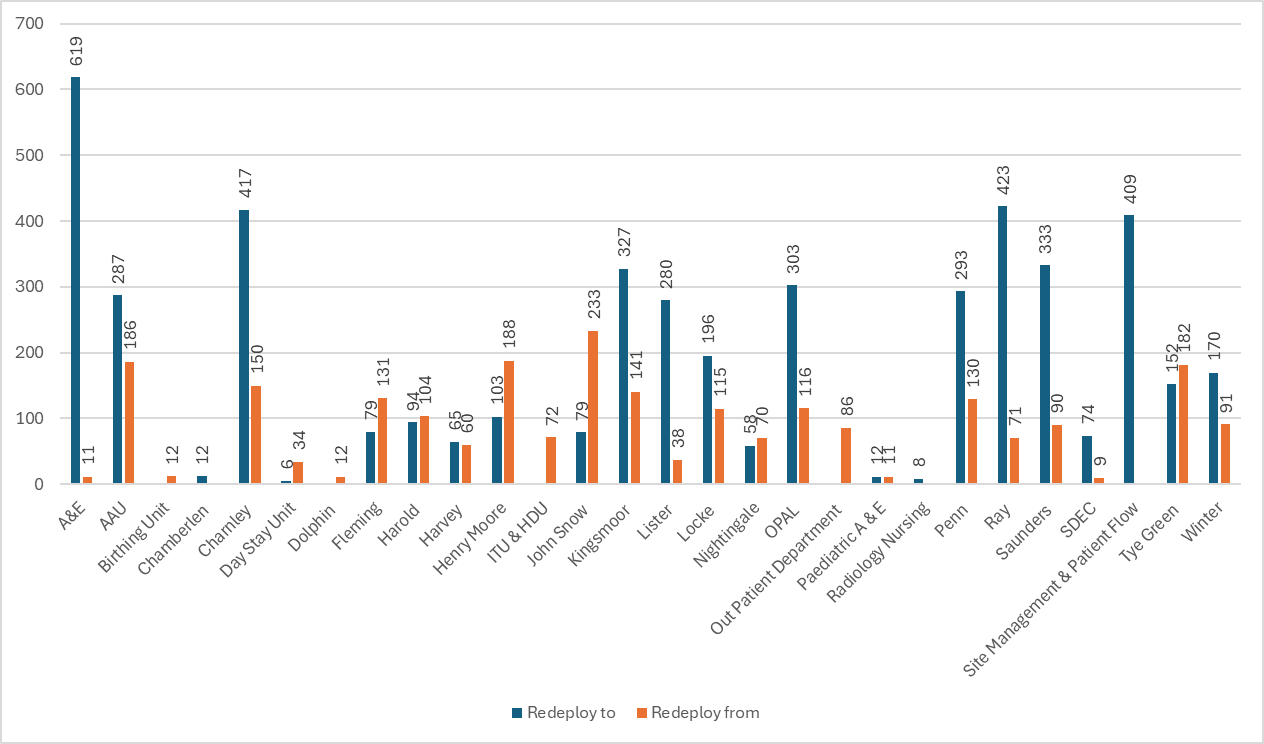 700
600
500
400
300
200
100
0
619
11
287
186
12
12
417
150
6
34
12
79
131
94
104
65
60
103
188
72
79
233
327
141
280
38
196
115
58
70
303
116
86
12
11
8
293
130
423
71
333
90
74
9
409
152
182
170
91
A&E
AAU
Birthing Unit
Chamberlen
Charnley
Day Stay Unit
Dolphin
Fleming
Harold
Harvey
Henry Moore
ITU & HDU
John Snow
Kingsmoor
Lister
Locke
Nightingale
OPAL
Out Patient Department
Paediatric A & E
Radiology Nursing
Penn
Ray
Saunders
SDEC
Site Management & Patient Flow
Tye Green
Winter
Redeploy to
Redeploy from